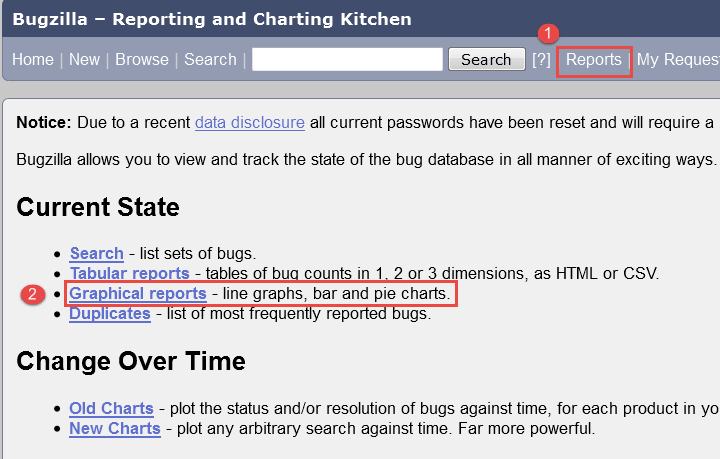 Bugzilla – Reporting and Charting Kitchen
1
Home | New | Browse | Search | Search [?] Reports | My Reques
Notice: Due to a recent data disclosure all current passwords have been reset and will require a
Bugzilla allows you to view and track the state of the bug database in all manner of exciting ways.
Current State
• Search - list sets of bugs.
• Tabular reports - tables of bug counts in 1, 2 or 3 dimensions, as HTML or CSV.
2 • Graphical reports - line graphs, bar and pie charts.
• Duplicates - list of most frequently reported bugs.
Change Over Time
• Old Charts - plot the status and/or resolution of bugs against time, for each product in yo
• New Charts - plot any arbitrary search against time. Far more powerful.